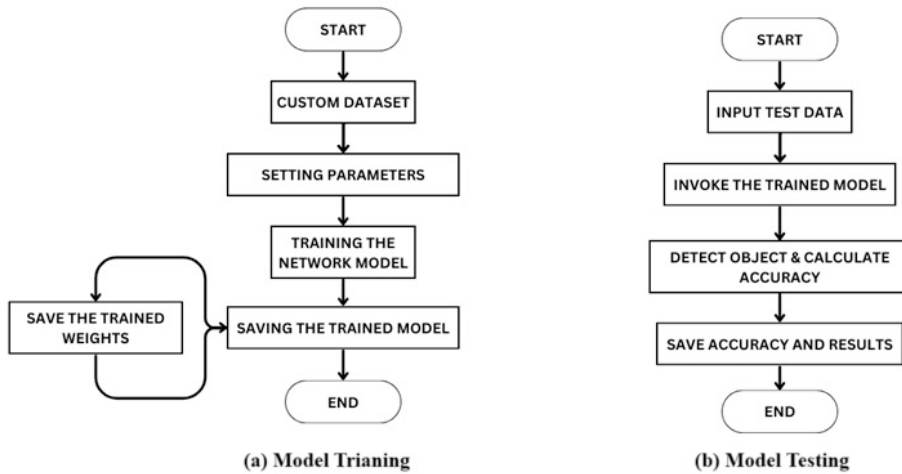 START
CUSTOM DATASET
SETTING PARAMETERS
TRAINING THE
NETWORK MODEL
SAVE THE TRAINED
WEIGHTS
SAVING THE TRAINED MODEL
END
(a) Model Trianing
START
INPUT TEST DATA
INVOKE THE TRAINED MODEL
DETECT OBJECT & CALCULATE
ACCURACY
SAVE ACCURACY AND RESULTS
END
(b) Model Testing